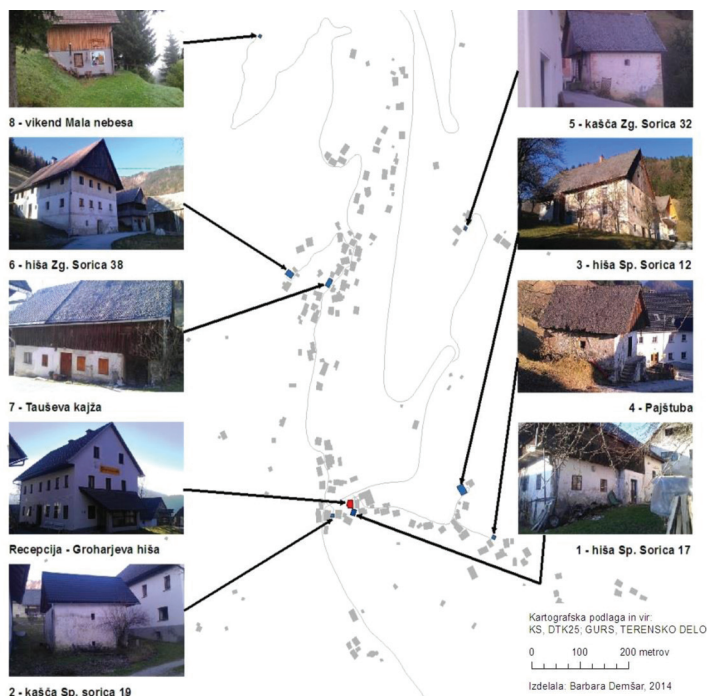 8 - vikend Mala nebesa
6 - hiša Zg. Sorica 38
7 - Tauševa kajža
Recepcija - Groharjeva hiša
2 - kašča Sp. sorica 19
5 - kašča Zg. Sorica 32
3 - hiša Sp. Sorica 12
4 - Pajštuba
1 - hiša Sp. Sorica 17
Kartografska podlaga in vir:
KS, DTK25; GURS, TERENSKO DELO
0 100 200 metrov
Izdelala: Barbara Demšar, 2014